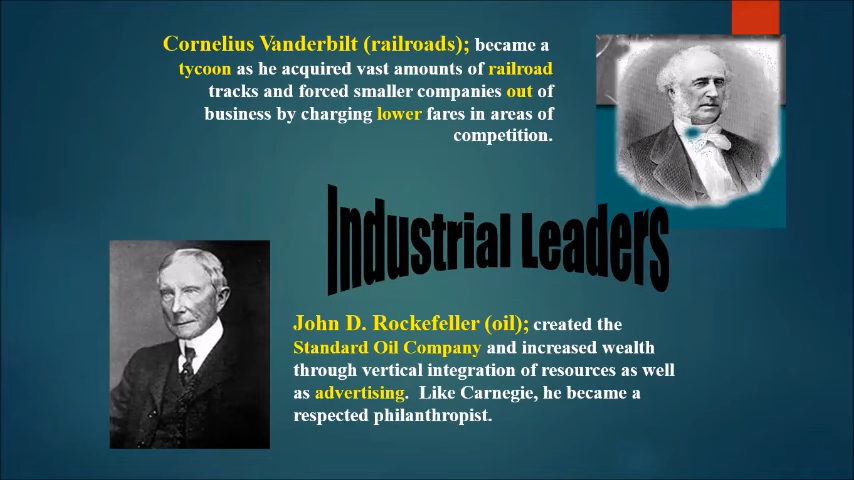 Cornelius Vanderbilt (railroads); became a
tycoon as he acquired vast amounts of railroad
tracks and forced smaller companies out of
business by charging lower fares in areas of
competition.
Industrial Leaders
John D. Rockefeller (oil); created the
Standard Oil Company and increased wealth
through vertical integration of resources as well
as advertising.  Like Carnegie, he became a
respected philanthropist.